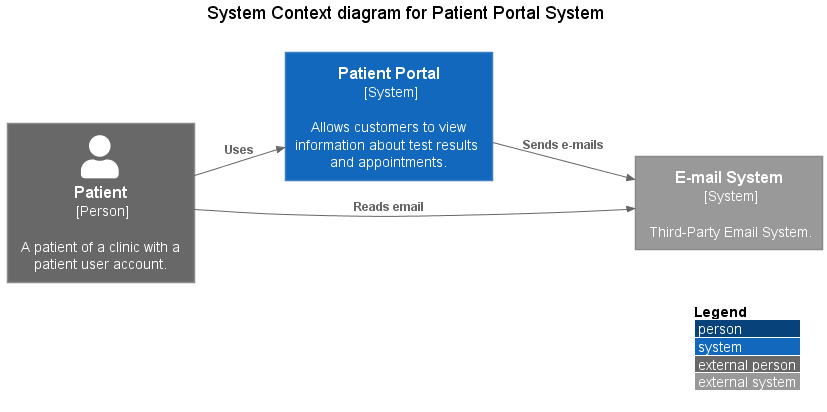 System Context diagram for Patient Portal System
Patient Portal
[System]
Allows customers to view
information about test results
and appointments.
Uses
Sends e-mails
Patient
[Person]
A patient of a clinic with a
patient user account.
Reads email
E-mail System
[System]
Third-Party Email System.
Legend
person
system
external person
external system